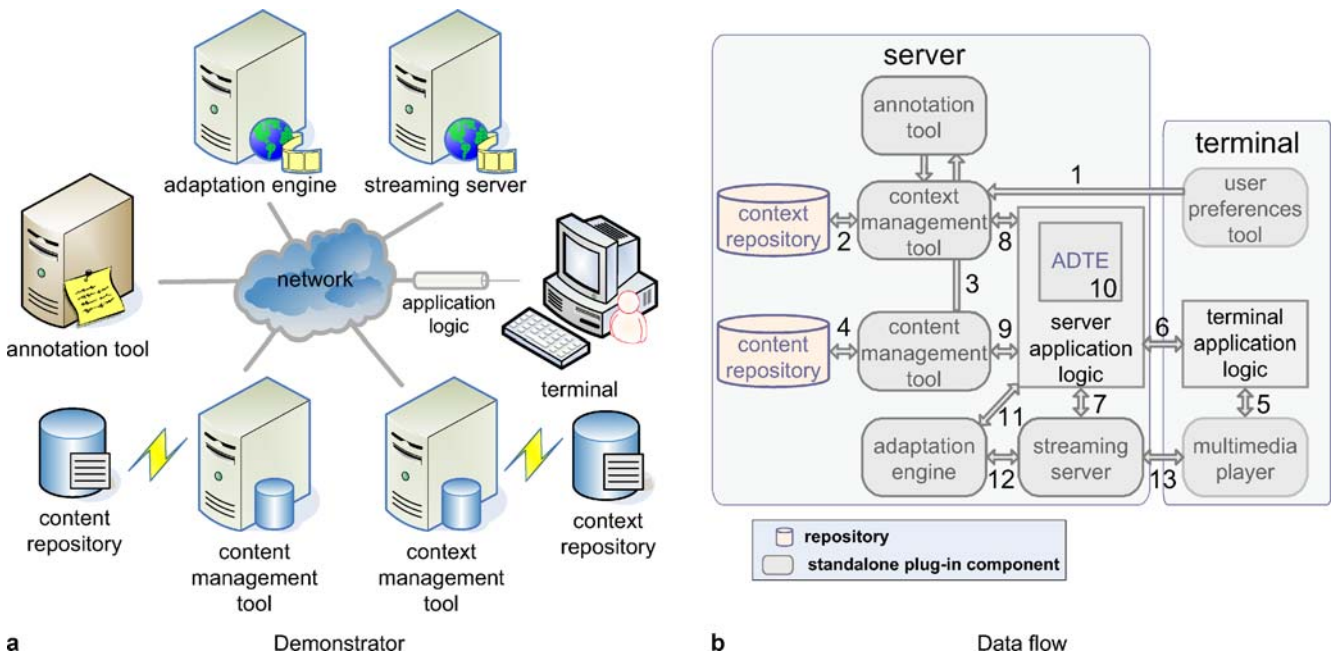 adaptation engine
streaming server
annotation tool
network
application
logic
terminal
content
repository
content
management
tool
context
management
tool
context
repository
a
Demonstrator
server
annotation
tool
terminal
1
user
preferences
tool
context
repository
2
context
management
tool
8
ADTE
10
3
content
repository
4
content
management
tool
9
server
application
logic
6
terminal
application
logic
11
7
5
adaptation
engine
12
streaming
server
13
multimedia
player
repository
standalone plug-in component
b
Data flow